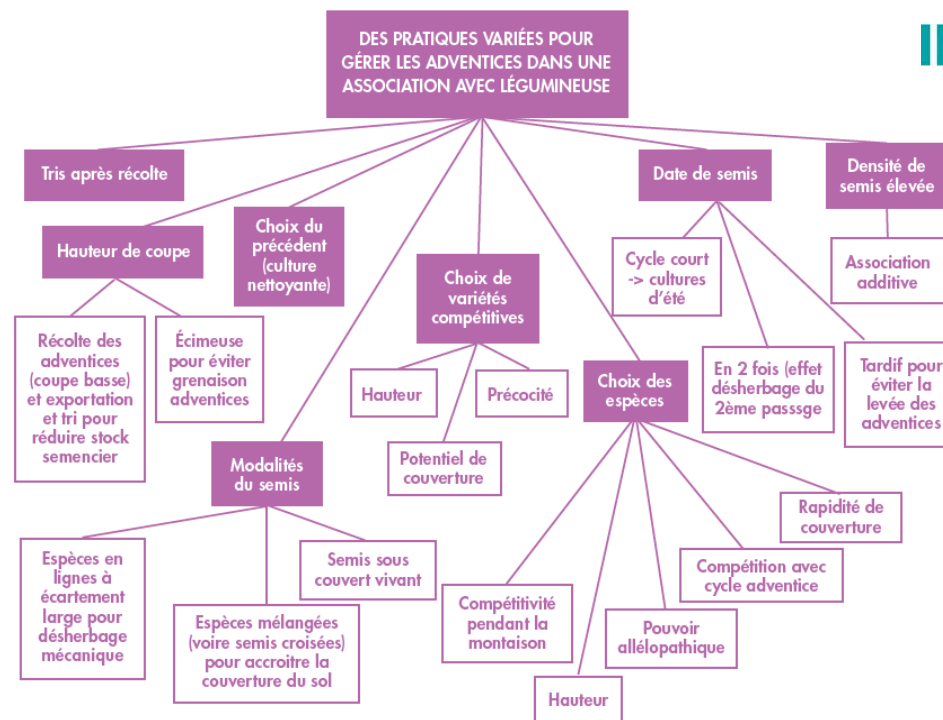 DES PRATIQUES VARIÉES POUR
GÉRER LES ADVENTICES DANS UNE
ASSOCIATION AVEC LÉGUMINEUSE
Tris après récolte
Hauteur de coupe
Récolte des
adventices
(coupe basse)
et exportation
et tri pour
réduire stock
semencier
Écimeuse
pour éviter
grenaison
adventices
Choix du
précédent
(culture
nettoyante)
Modalités
du semis
Espèces en
lignes à
écartement
large pour
désherbage
mécanique
Espèces mélangées
(voire semis croisées)
pour accroitre la
couverture du sol
Semis sous
couvert vivant
Choix de
variétés
compétitives
Hauteur
Potentiel de
couverture
Précocité
Choix des
espèces
Compétitivité
pendant la
montaison
Hauteur
Pouvoir
allélopathique
Compétition avec
cycle adventice
Rapidité de
couverture
Date de semis
Cycle court
-> cultures
d'été
En 2 fois (effet
désherbage du
2ème passsge
Tardif pour
éviter la
levée des
adventices
Densité de
semis élevée
Association
additive